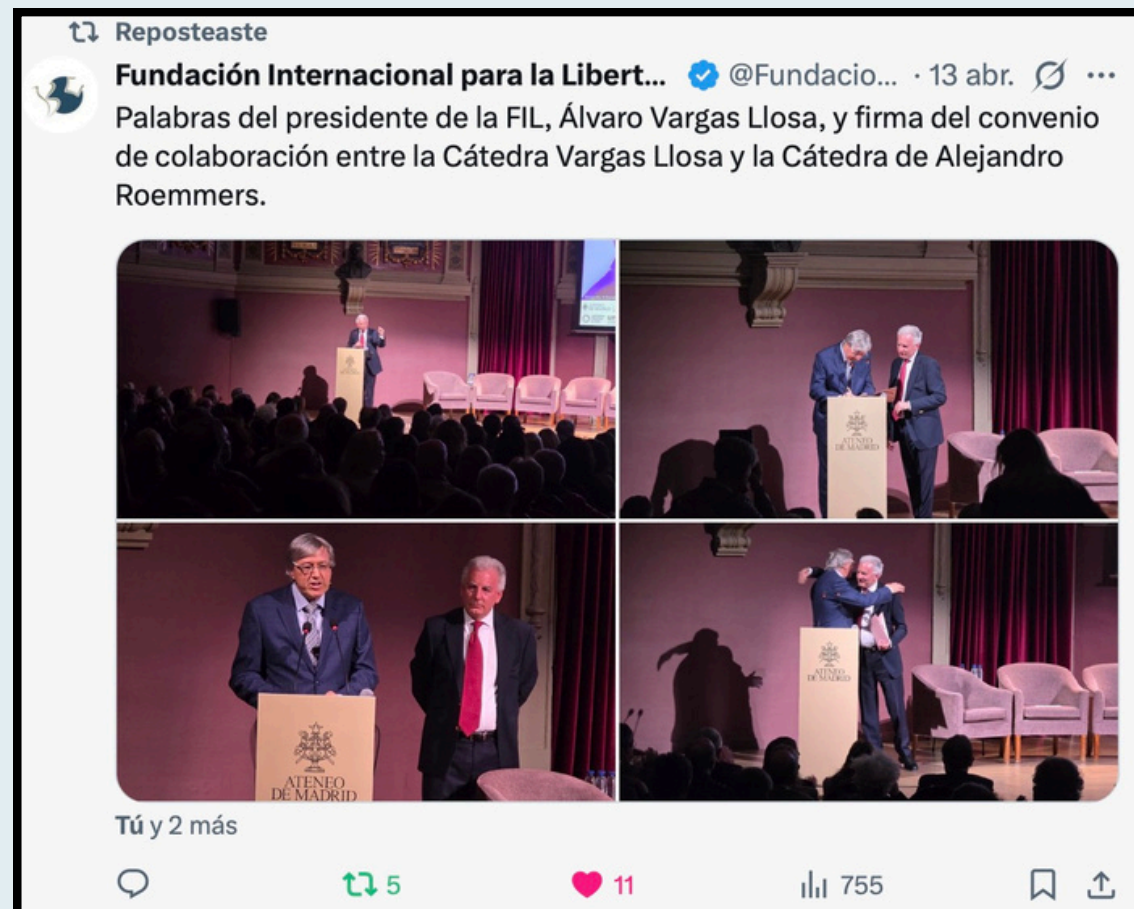 Reposteaste
Fundación Internacional para la Libert... @Fundacio... · 13 abr.
Palabras del presidente de la FIL, Álvaro Vargas Llosa, y firma del convenio
de colaboración entre la Cátedra Vargas Llosa y la Cátedra de Alejandro
Roemmers.
ATENEO
DE MADRID
ATENEO
DE MADRID
ATENEO
DE MADRID
Tú y 2 más
5 11 755